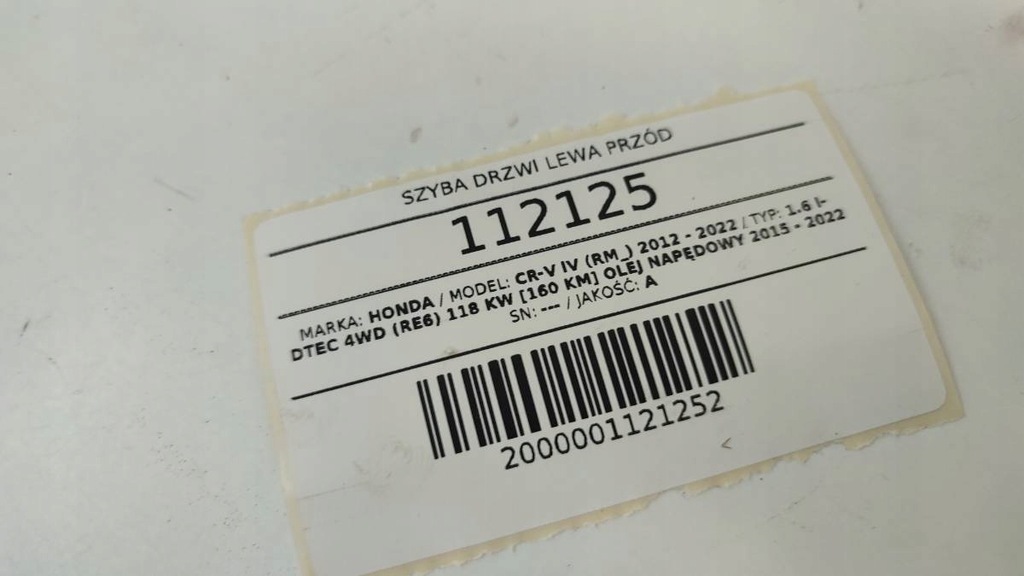 SZYBA DRZWI LEWA PRZÓD
112125
MARKA: HONDA / MODEL: CR-V IV (RM_) 2012 - 2022 / TYP: 1.6 I-
DTEC 4WD (RE6) 118 KW [160 KM] OLEJ NAPĘDOWY 2015 - 2022
SN: --- / JAKOŚĆ: A
2000001121252